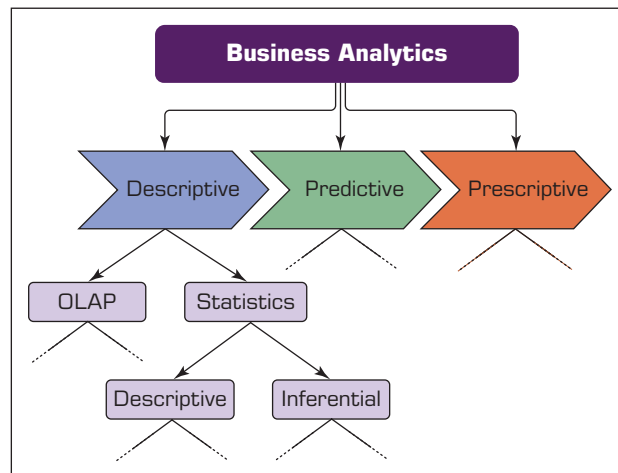 Business Analytics
Descriptive
Predictive
Prescriptive
OLAP
Statistics
Descriptive
Inferential